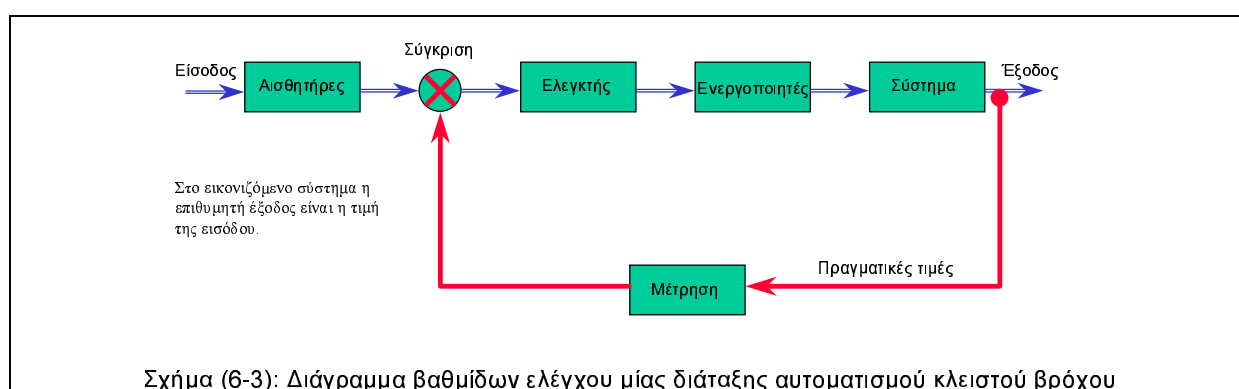 Σύγκριση
Είσοδος
Αισθητήρες
Ελεγκτής
Ενεργοποιητές
Σύστημα
Έξοδος
Στο εικονιζόμενο σύστημα η
επιθυμητή έξοδος είναι η τιμή
της εισόδου.
Πραγματικές τιμές
Μέτρηση
Σχήμα (6-3): Διάγραμμα βαθμίδων ελέγχου μίας διάταξης αυτοματισμού κλειστού βρόχου